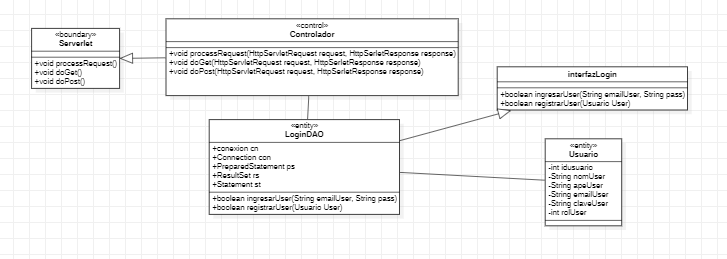 «boundary»
Serverlet
+void processRequest()
+void doGet()
+void doPost()
«control»
Controlador
+void processRequest(HttpServletRequest request, HttpSerletResponse response)
+void doGet(HttpServletRequest request, HttpSerletResponse response)
+void doPost(HttpServletRequest request, HttpSerletResponse response)
interfazLogin
+boolean ingresarUser(String emailUser, String pass)
+boolean registrarUser(Usuario User)
«entity»
LoginDAO
+conexion cn
+Connection con
+PreparedStatement ps
+ResultSet rs
+Statement st
+boolean ingresarUser(String emailUser, String pass)
+boolean registrarUser(Usuario User)
«entity»
Usuario
-int idusuario
-String nomUser
-String apeUser
-String emailUser
-String claveUser
-int rolUser